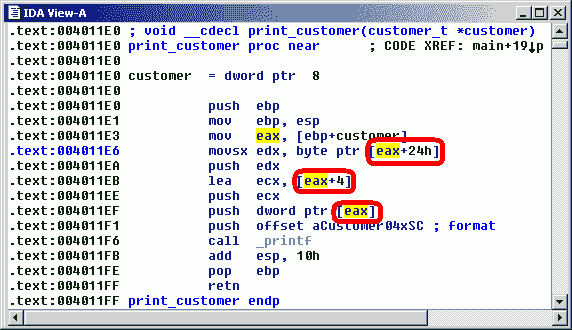 IDA View-A
.text:004011E0 ; void __cdecl print_customer(customer_t *customer)
.text:004011E0 print_customer proc near ; CODE XREF: main+19↓p
.text:004011E0
.text:004011E0 customer = dword ptr 8
.text:004011E0
.text:004011E0 push ebp
.text:004011E1 mov ebp, esp
.text:004011E3 mov eax, [ebp+customer]
.text:004011E6 movsx edx, byte ptr [eax+24h]
.text:004011EA push edx
.text:004011EB lea ecx, [eax+4]
.text:004011EE push ecx
.text:004011EF push dword ptr [eax]
.text:004011F1 push offset aCustomer04xSC ; format
.text:004011F6 call _printf
.text:004011FB add esp, 10h
.text:004011FE pop ebp
.text:004011FF retn
.text:004011FF print_customer endp